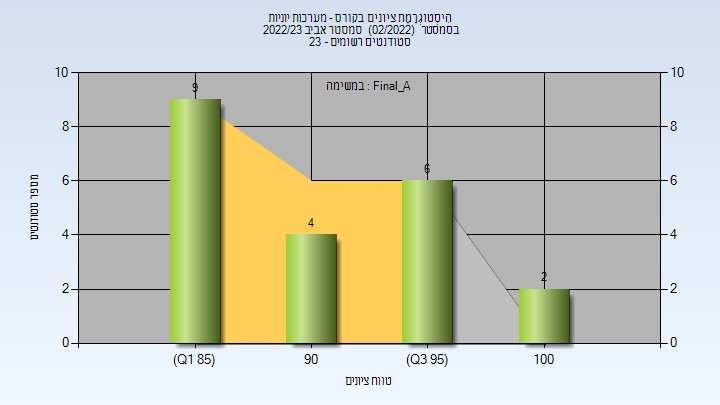 היסטוגרמת ציונים בקורס - מערכות יוניות
בסמסטר (02/2022) סמסטר אביב 2022/23
סטודנטים רשומים - 23
במשימה : Final_A
10
8
6
4
2
0
10
8
6
4
2
0
9
4
6
2
מספר סטודנטים
(Q1 85)
90
(Q3 95)
100
טווח ציונים